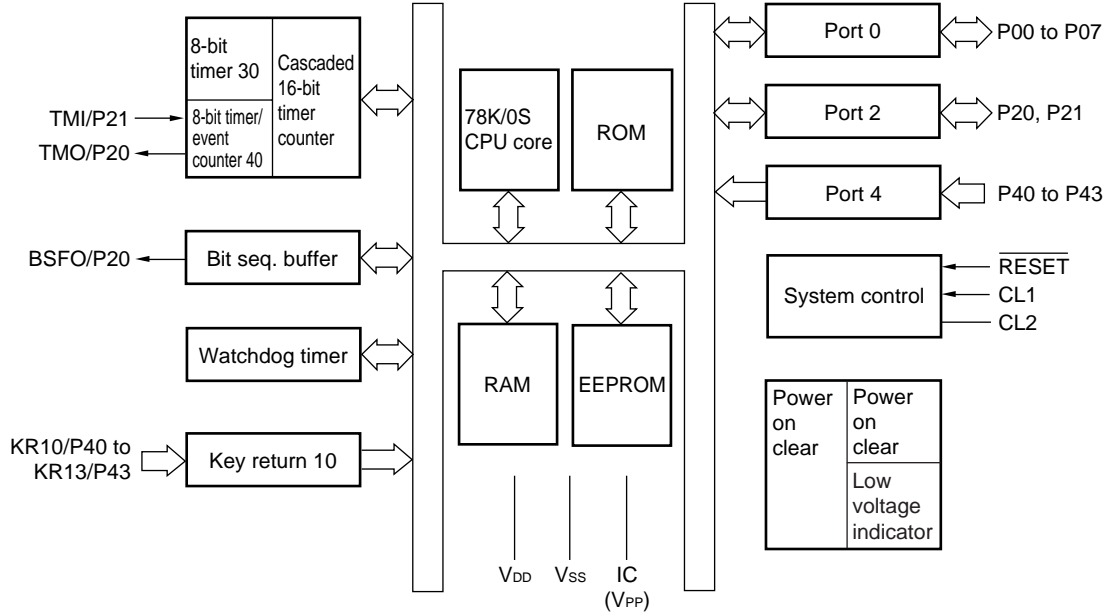 8-bit
timer 30
Cascaded
16-bit
timer
counter
8-bit timer/
event
counter 40
TMI/P21
TMO/P20
BSFO/P20
Bit seq. buffer
Watchdog timer
KR10/P40 to
KR13/P43
Key return 10
78K/0S
CPU core
ROM
RAM
EEPROM
VDD
VSS
IC
(VPP)
Port 0
P00 to P07
Port 2
P20, P21
Port 4
P40 to P43
System control
RESET
CL1
CL2
Power
on
clear
Power
on
clear
Low
voltage
indicator